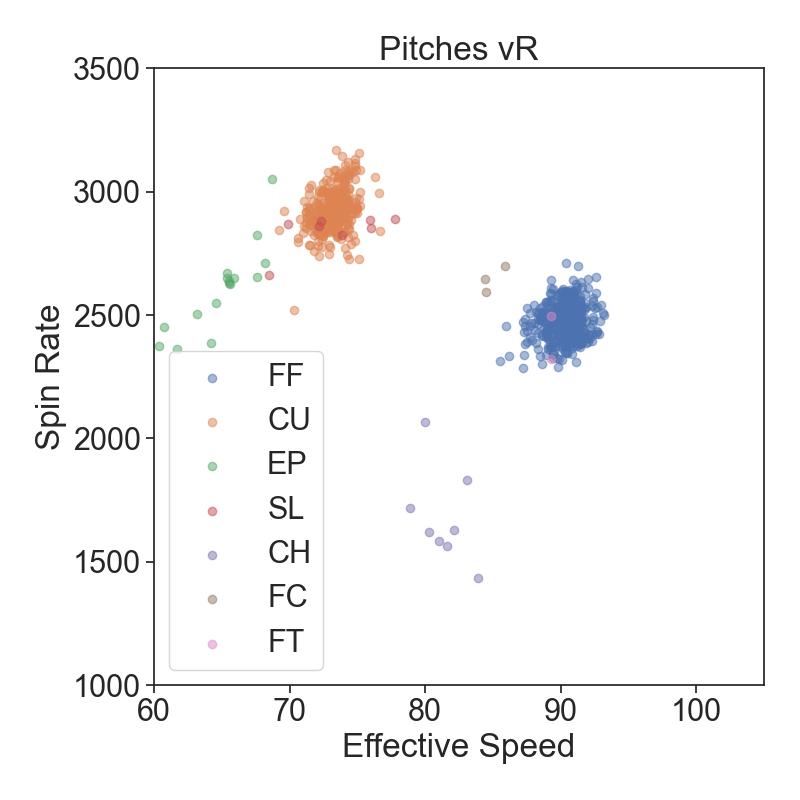 Pitches vR
3500
3000
2500
2000
1500
1000
Spin Rate
FF
CU
EP
SL
CH
FC
FT
60 70 80 90 100
Effective Speed